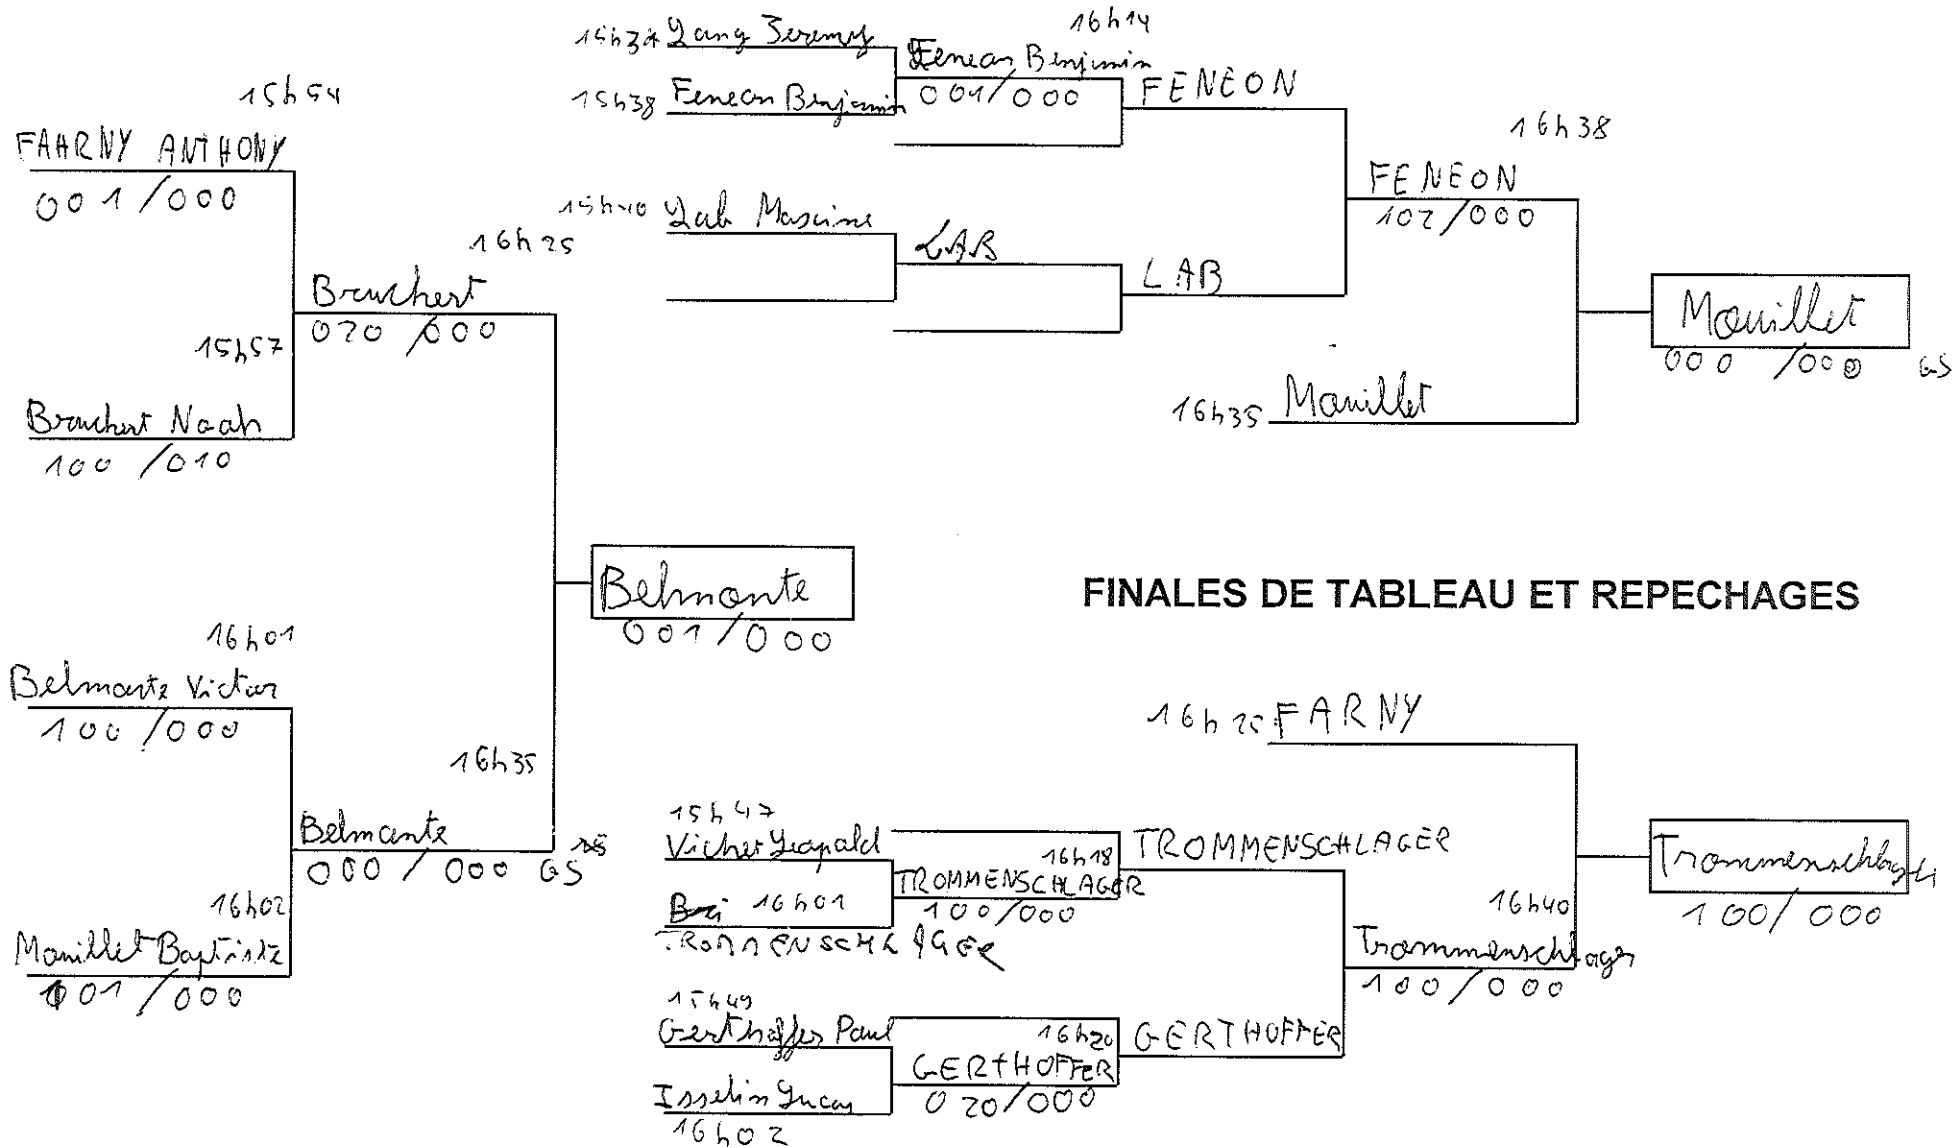 15h54
FAHRNY ANTHONY
001/000
16h25
Bruchert
020/000
15h57
Bruchert Noah
100/010
Belmonte
001/000
16h01
Belmonte Victor
100/000
16h35
Belmonte
000/000 GS
16h02
Mouillet Baptiste
101/000
Lang Jeremy
15h38 Feneon Benjamin
16h14
Feneon Benjamin
001/000
FENEON
15h40 Lab Maxime
LAB
LAB
16h38
FENEON
102/000
16h35 Mouillet
Mouillet
000/000 GS
FINALES DE TABLEAU ET REPECHAGES
16h25 FARNY
15h47
Vicher Leopold
16h01
TROMMENSCHLAGER
16h18
TROMMENSCHLAGER
100/000
TROMMENSCHLAGER
15h49
Gerthoffer Paul
Isselin Lucas
16h02
16h20
GERTHOFFER
020/000
GERTHOFFER
16h40
Trommenschlager
100/000
Trommenschlager
100/000